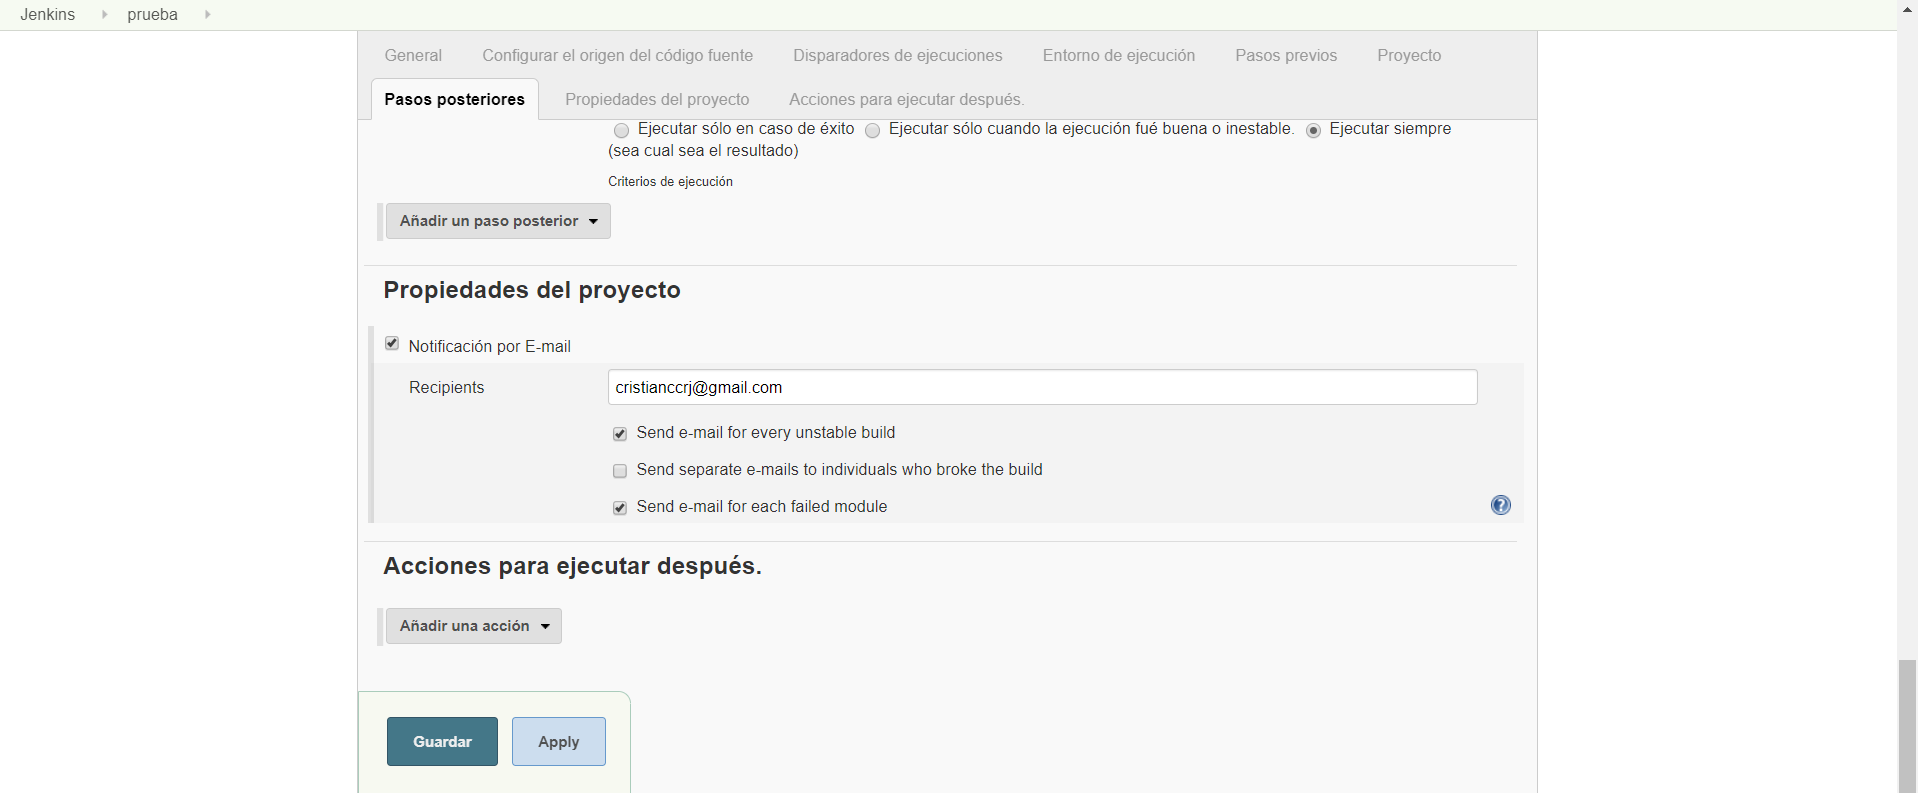 Jenkins prueba
General Configurar el origen del código fuente Disparadores de ejecuciones Entorno de ejecución Pasos previos Proyecto
Pasos posteriores Propiedades del proyecto Acciones para ejecutar después.
Ejecutar sólo en caso de éxito Ejecutar sólo cuando la ejecución fué buena o inestable. Ejecutar siempre
(sea cual sea el resultado)
Criterios de ejecución
Añadir un paso posterior
Propiedades del proyecto
Notificación por E-mail
Recipients cristianccrj@gmail.com
Send e-mail for every unstable build
Send separate e-mails to individuals who broke the build
Send e-mail for each failed module
Acciones para ejecutar después.
Añadir una acción
Guardar Apply